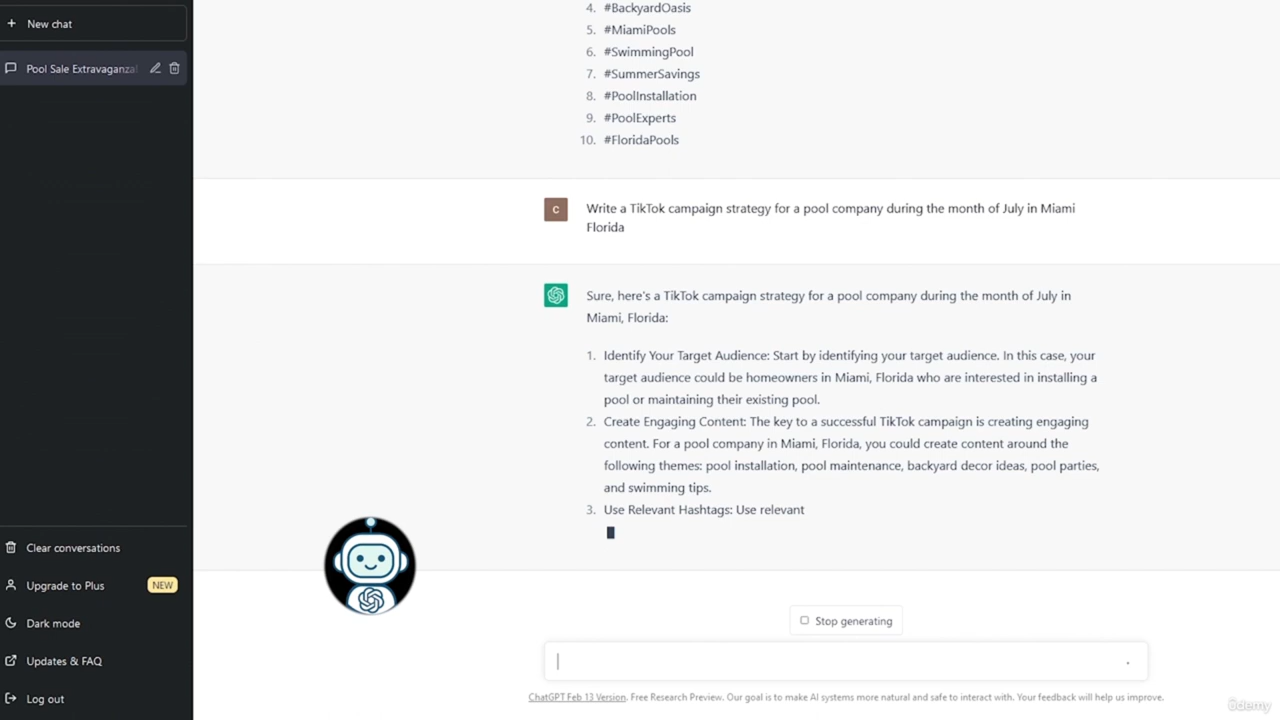 New chat
Pool Sale Extravaganza!
4. #BackyardOasis
5. #MiamiPools
6. #SwimmingPool
7. #SummerSavings
8. #PoolInstallation
9. #PoolExperts
10. #FloridaPools
C
Write a TikTok campaign strategy for a pool company during the month of July in Miami
Florida
Sure, here's a TikTok campaign strategy for a pool company during the month of July in
Miami, Florida:
1. Identify Your Target Audience: Start by identifying your target audience. In this case, your
target audience could be homeowners in Miami, Florida who are interested in installing a
pool or maintaining their existing pool.
2. Create Engaging Content: The key to a successful TikTok campaign is creating engaging
content. For a pool company in Miami, Florida, you could create content around the
following themes: pool installation, pool maintenance, backyard decor ideas, pool parties,
and swimming tips.
3. Use Relevant Hashtags: Use relevant
Stop generating
ChatGPT Feb 13 Version. Free Research Preview. Our goal is to make AI systems more natural and safe to interact with. Your feedback will help us improve.
Clear conversations
Upgrade to Plus NEW
Dark mode
Updates & FAQ
Log out
ûdemy